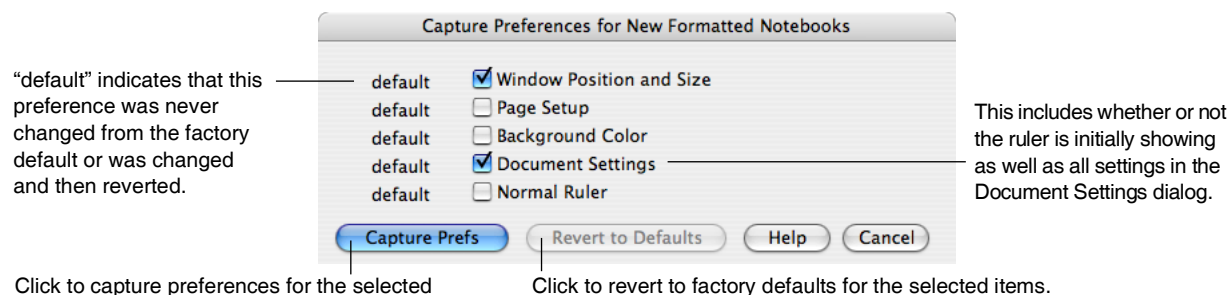 Capture Preferences for New Formatted Notebooks
“default” indicates that this
preference was never
changed from the factory
default or was changed
and then reverted.
default Window Position and Size
default Page Setup
default Background Color
default Document Settings
default Normal Ruler
This includes whether or not
the ruler is initially showing
as well as all settings in the
Document Settings dialog.
Capture Prefs Revert to Defaults Help Cancel
Click to capture preferences for the selected
Click to revert to factory defaults for the selected items.